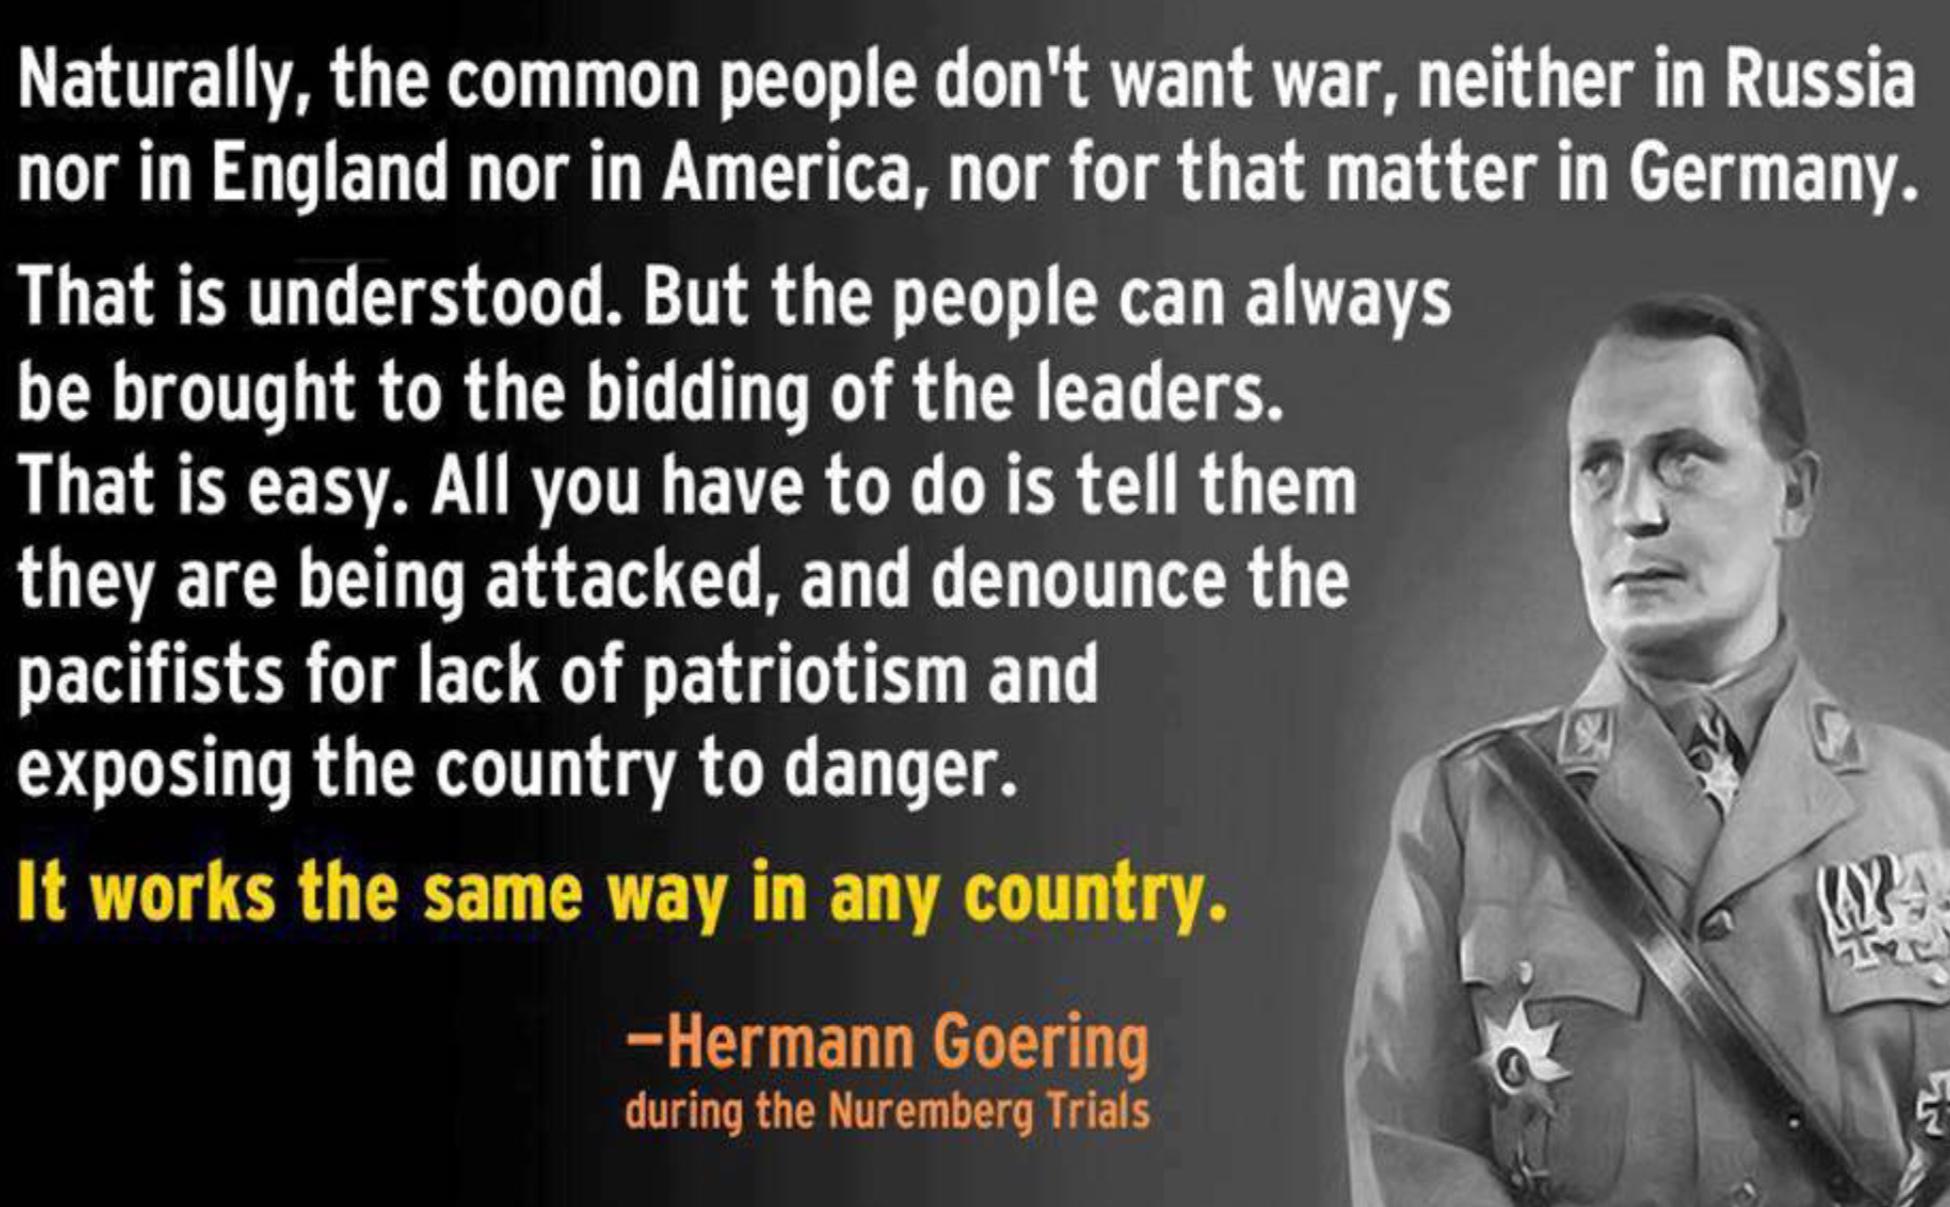 Naturally, the common people don't want war, neither in Russia
nor in England nor in America, nor for that matter in Germany.
That is understood. But the people can always
be brought to the bidding of the leaders.
That is easy. All you have to do is tell them
they are being attacked, and denounce the
pacifists for lack of patriotism and
exposing the country to danger.
It works the same way in any country.
–Hermann Goering
during the Nuremberg Trials